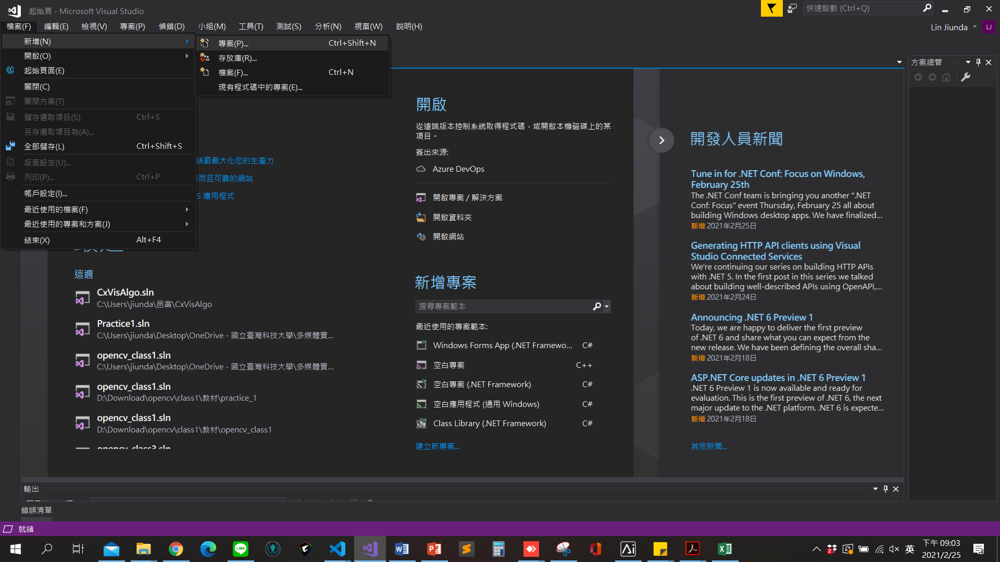 起始頁 - Microsoft Visual Studio
快速啟動 (Ctrl+Q)
檔案(F) 編輯(E) 檢視(V) 專案(P) 偵錯(D) 小組(M) 工具(T) 測試(S) 分析(N) 視窗(W) 說明(H)
Lin Jiunda
LJ
新增(N)
開啟(O)
起始頁面(E)
關閉(C)
關閉方案(T)
儲存選取項目(S) Ctrl+S
另存選取項目為(A)...
全部儲存(L) Ctrl+Shift+S
版面設定(U)...
列印(P)... Ctrl+P
帳戶設定(I)...
最近使用的檔案(F)
最近使用的專案和方案(J)
結束(X) Alt+F4
專案(P)... Ctrl+Shift+N
存放庫(R)...
檔案(F)... Ctrl+N
現有程式碼中的專案(E)...
訣竅最大化您的生產力
而且可靠的網站
S 應用程式
這週
CxVisAlgo.sln
C:\Users\jiunda\邑富\CxVisAlgo
Practice1.sln
C:\Users\jiunda\Desktop\OneDrive - 國立臺灣科技大學\多媒體實...
opencv_class1.sln
C:\Users\jiunda\Desktop\OneDrive - 國立臺灣科技大學\多媒體實...
opencv_class1.sln
D:\Download\opencv\class1\教材\practice_1
opencv_class1.sln
D:\Download\opencv\class1\教材\opencv_class1
opencv_class3.sln
開啟
從遠端版本控制系統取得程式碼，或開啟本機磁碟上的某
項目。
簽出來源:
Azure DevOps
開啟專案 / 解決方案
開啟資料夾
開啟網站
新增專案
搜尋專案範本
最近使用的專案範本:
Windows Forms App (.NET Framewo... C#
空白專案 C++
空白專案 (.NET Framework) C#
空白應用程式 (通用 Windows) C#
Class Library (.NET Framework) C#
建立新專案...
開發人員新聞
Tune in for .NET Conf: Focus on Windows,
February 25th
The .NET Conf team is bringing you another “.NET
Conf: Focus” event Thursday, February 25 all about
building Windows desktop apps. We have finalized...
新增 2021年2月25日
Generating HTTP API clients using Visual
Studio Connected Services
We’re continuing our series on building HTTP APIs
with .NET 5. In the first post in this series we talked
about building well-described APIs using OpenAPI,...
新增 2021年2月24日
Announcing .NET 6 Preview 1
Today, we are happy to deliver the first preview
of .NET 6 and share what you can expect from the
new release. We have been defining the overall sha...
新增 2021年2月18日
ASP.NET Core updates in .NET 6 Preview 1
.NET 6 Preview 1 is now available and ready for
evaluation. This is the first preview of .NET 6, the next
major update to the .NET platform. .NET 6 is expecte...
新增 2021年2月18日
其他新聞...
方案總管
輸出
錯誤清單
就緒
LINE
Ai
2
英
下午 09:03
2021/2/25